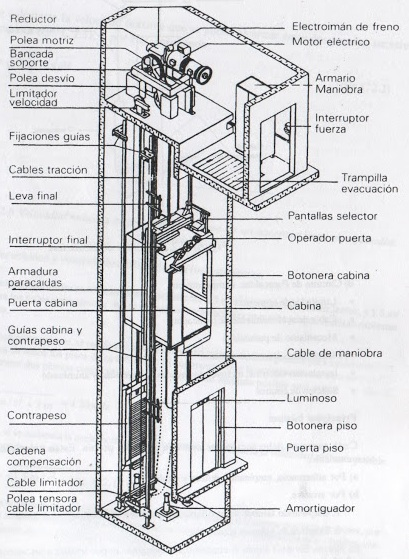 Reductor
Polea motriz
Bancada
soporte
Polea desvío
Limitador
velocidad
Fijaciones guías
Cables tracción
Leva final
Interruptor final
Armadura
paracaídas
Puerta cabina
Guías cabina y
contrapeso
Contrapeso
Cadena
compensación
Cable limitador
Polea tensora
cable limitador
Electroimán de freno
Motor eléctrico
Armario
Maniobra
Interruptor
fuerza
Trampilla
evacuación
Pantallas selector
Operador puerta
Botonera cabina
Cabina
Cable de maniobra
Luminoso
Botonera piso
Puerta piso
Amortiguador